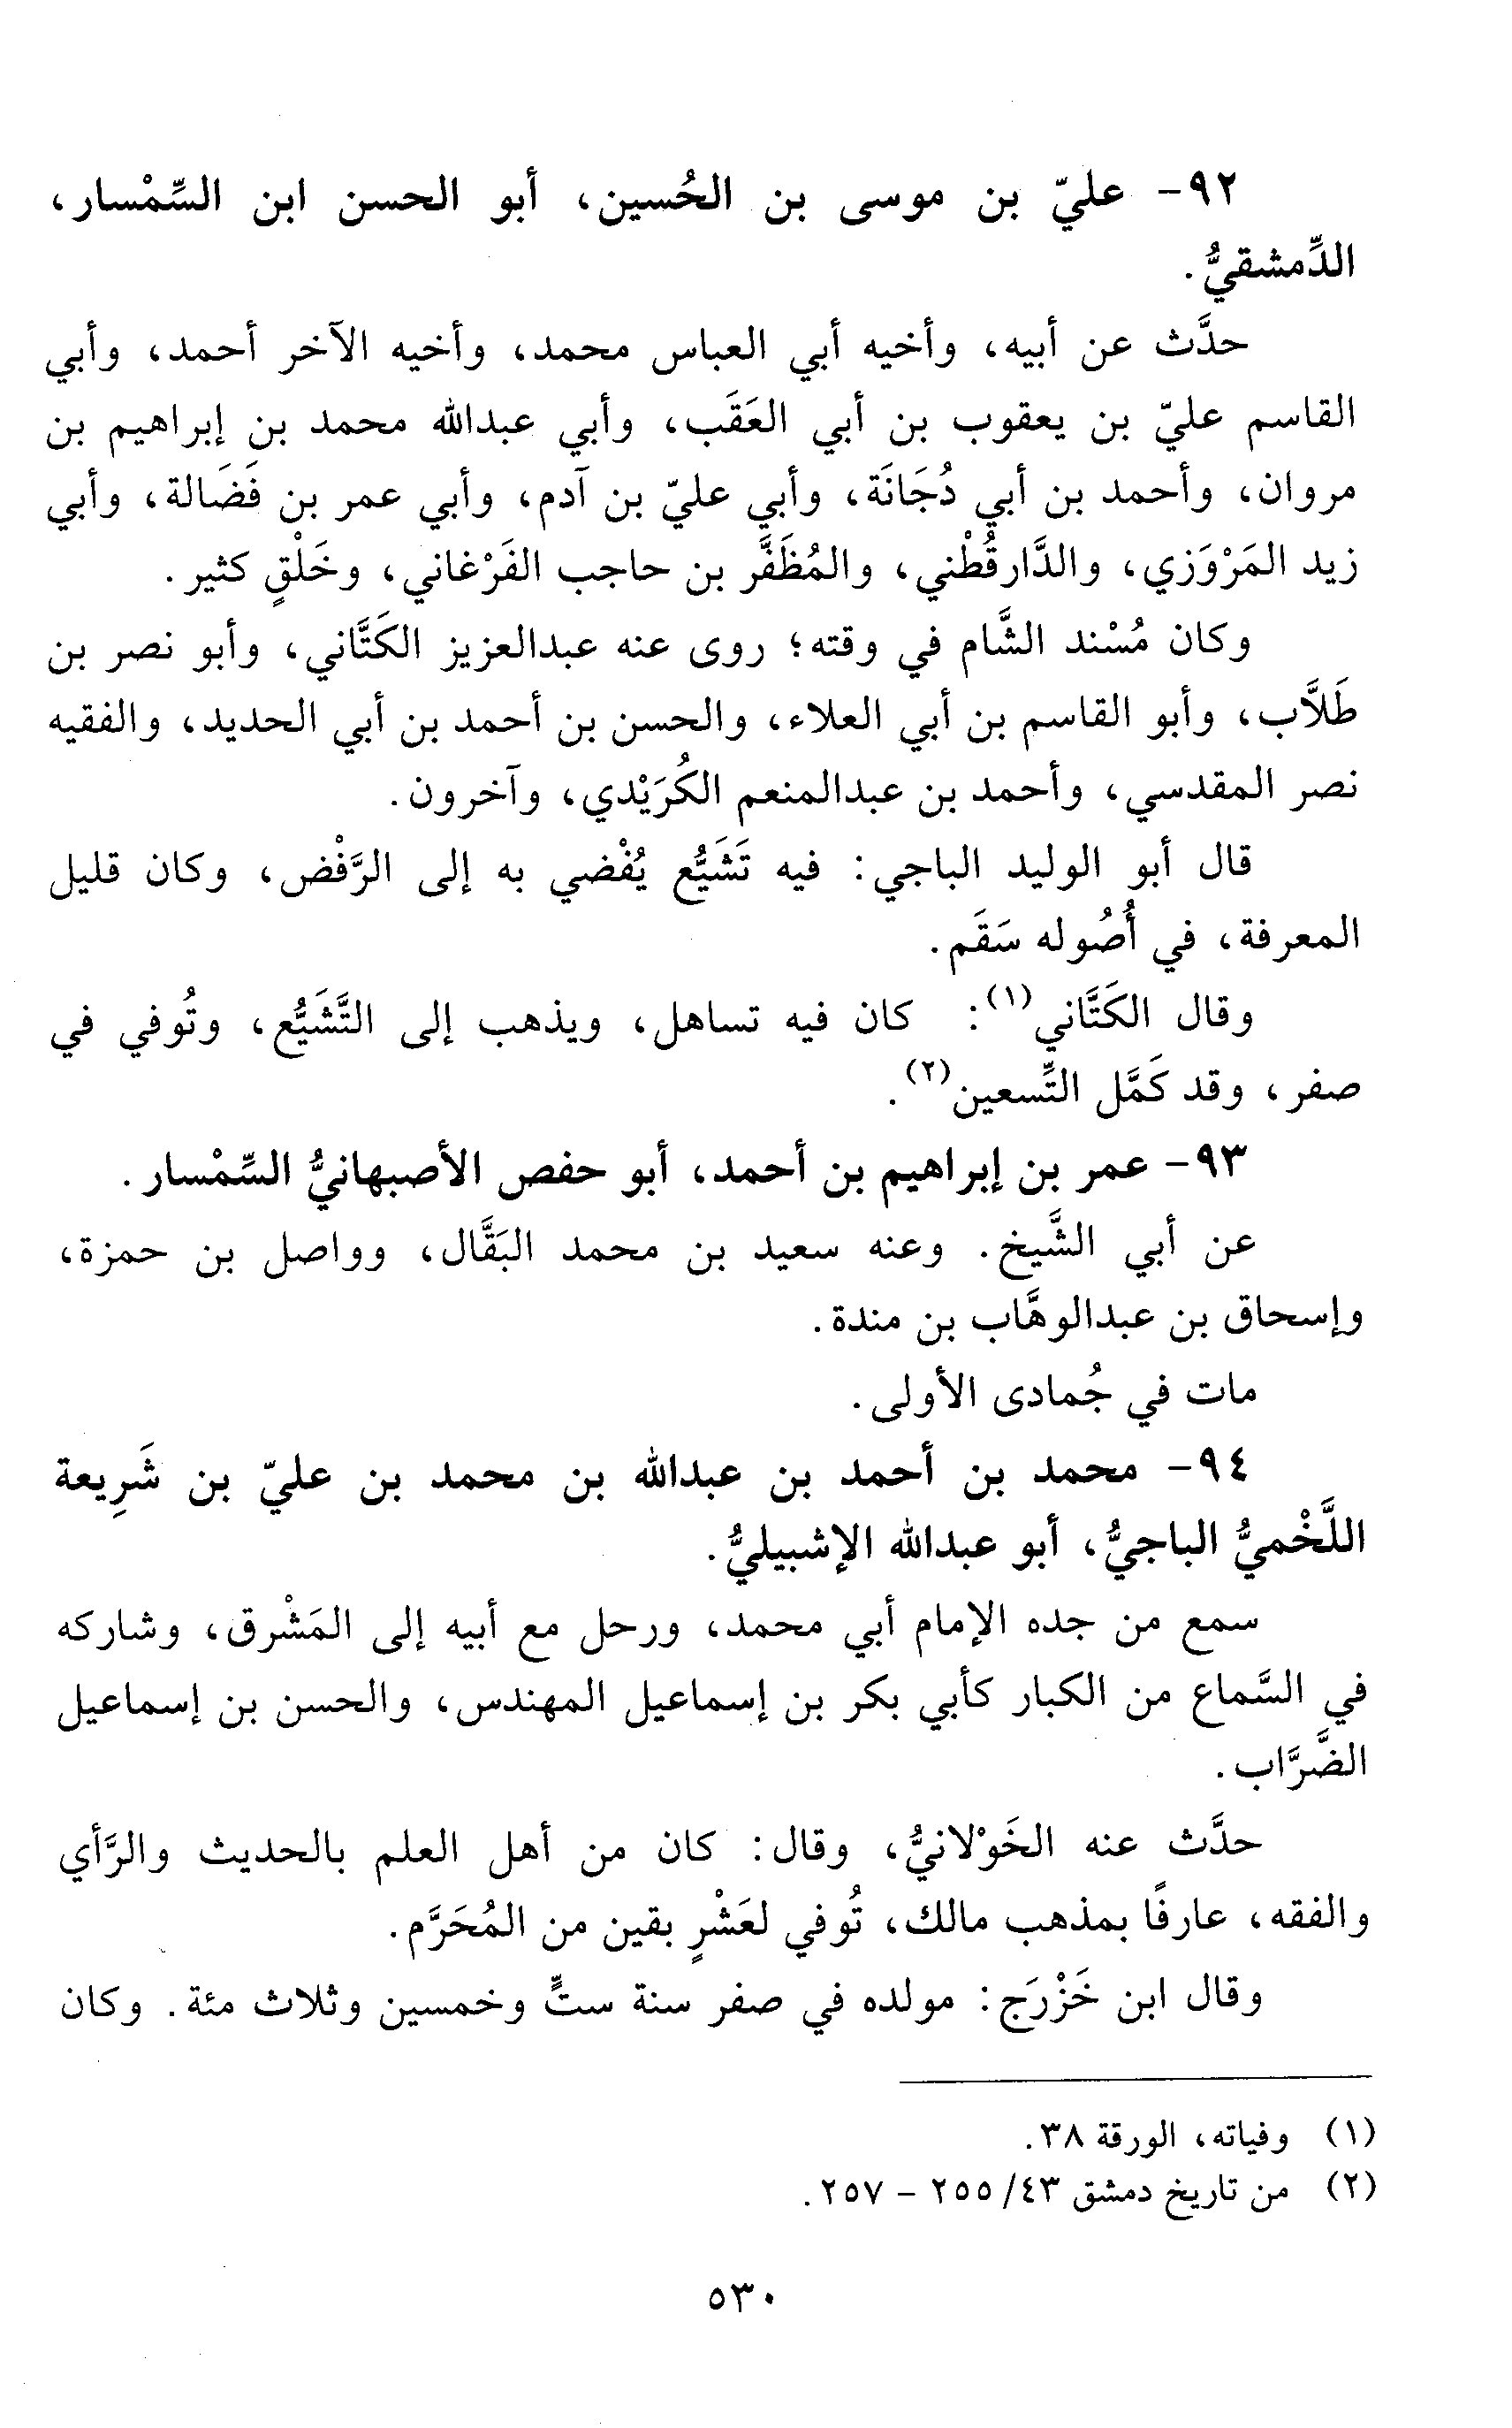 ٩٢- عليّ بن موسى بن الحُسين، أبو الحسن ابن السِّمْسار،
الدِّمشقيُّ.
حدَّث عن أبيه، وأخيه أبي العباس محمد، وأخيه الآخر أحمد، وأبي
القاسم عليّ بن يعقوب بن أبي العَقَب، وأبي عبدالله محمد بن إبراهيم بن
مروان، وأحمد بن أبي دُجَانَة، وأبي عليّ بن آدم، وأبي عمر بن فَضَالة، وأبي
زيد المَرْوَزي، والدَّارقُطْني، والمُظَفَّر بن حاجب الفَرْغاني، وخَلْقٍ كثير.
وكان مُسْند الشَّام في وقته؛ روى عنه عبدالعزيز الكَتَّاني، وأبو نصر بن
طَلاَّب، وأبو القاسم بن أبي العلاء، والحسن بن أحمد بن أبي الحديد، والفقيه
نصر المقدسي، وأحمد بن عبدالمنعم الكُرَيْدي، وآخرون.
قال أبو الوليد الباجي: فيه تَشَيُّع يُفْضي به إلى الرَّفْض، وكان قليل
المعرفة، في أُصُوله سَقَم.
وقال الكَتَّاني(١): كان فيه تساهل، ويذهب إلى التَّشَيُّع، وتُوفي في
صفر، وقد كَمَّل التِّسعين(٢).
٩٣- عمر بن إبراهيم بن أحمد، أبو حفص الأصبهانيُّ السِّمْسار.
عن أبي الشَّيخ. وعنه سعيد بن محمد البَقَّال، وواصل بن حمزة،
وإسحاق بن عبدالوهَّاب بن مندة.
مات في جُمادى الأولى.
٩٤- محمد بن أحمد بن عبدالله بن محمد بن عليّ بن شَرِيعة
اللَّخْميُّ الباجيُّ، أبو عبدالله الإشبيليُّ.
سمع من جده الإمام أبي محمد، ورحل مع أبيه إلى المَشْرق، وشاركه
في السَّماع من الكبار كأبي بكر بن إسماعيل المهندس، والحسن بن إسماعيل
الضَّرَّاب.
حدَّث عنه الخَوْلانيُّ، وقال: كان من أهل العلم بالحديث والرَّأي
والفقه، عارفًا بمذهب مالك، تُوفي لعَشْرٍ بقين من المُحَرَّم.
وقال ابن خَزْرَج: مولده في صفر سنة ستٍّ وخمسين وثلاث مئة. وكان
(١) وفياته، الورقة ٣٨.
(٢) من تاريخ دمشق ٤٣/ ٢٥٥ - ٢٥٧.
٥٣٠